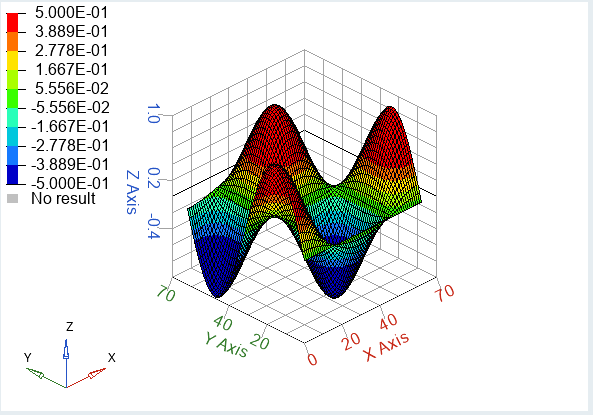 5.000E-01
3.889E-01
2.778E-01
1.667E-01
5.556E-02
-5.556E-02
-1.667E-01
-2.778E-01
-3.889E-01
-5.000E-01
No result
1.0
0.2
-0.4
Z Axis
70
40
20
Y Axis
0
20
40
70
X Axis
Z
Y
X